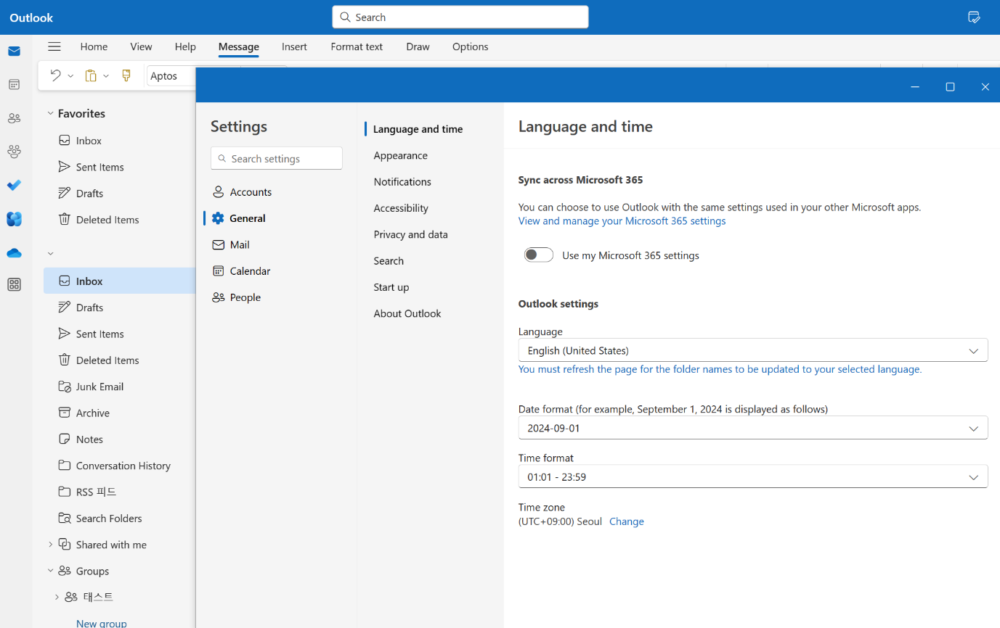 Outlook
Search
Home View Help Message Insert Format text Draw Options
Aptos
Favorites
Inbox
Sent Items
Drafts
Deleted Items
Inbox
Drafts
Sent Items
Deleted Items
Junk Email
Archive
Notes
Conversation History
RSS 피드
Search Folders
Shared with me
Groups
태스트
New group
Settings
Search settings
Accounts
General
Mail
Calendar
People
Language and time
Appearance
Notifications
Accessibility
Privacy and data
Search
Start up
About Outlook
Language and time
Sync across Microsoft 365
You can choose to use Outlook with the same settings used in your other Microsoft apps.
View and manage your Microsoft 365 settings
Use my Microsoft 365 settings
Outlook settings
Language
English (United States)
You must refresh the page for the folder names to be updated to your selected language.
Date format (for example, September 1, 2024 is displayed as follows)
2024-09-01
Time format
01:01 - 23:59
Time zone
(UTC+09:00) Seoul Change